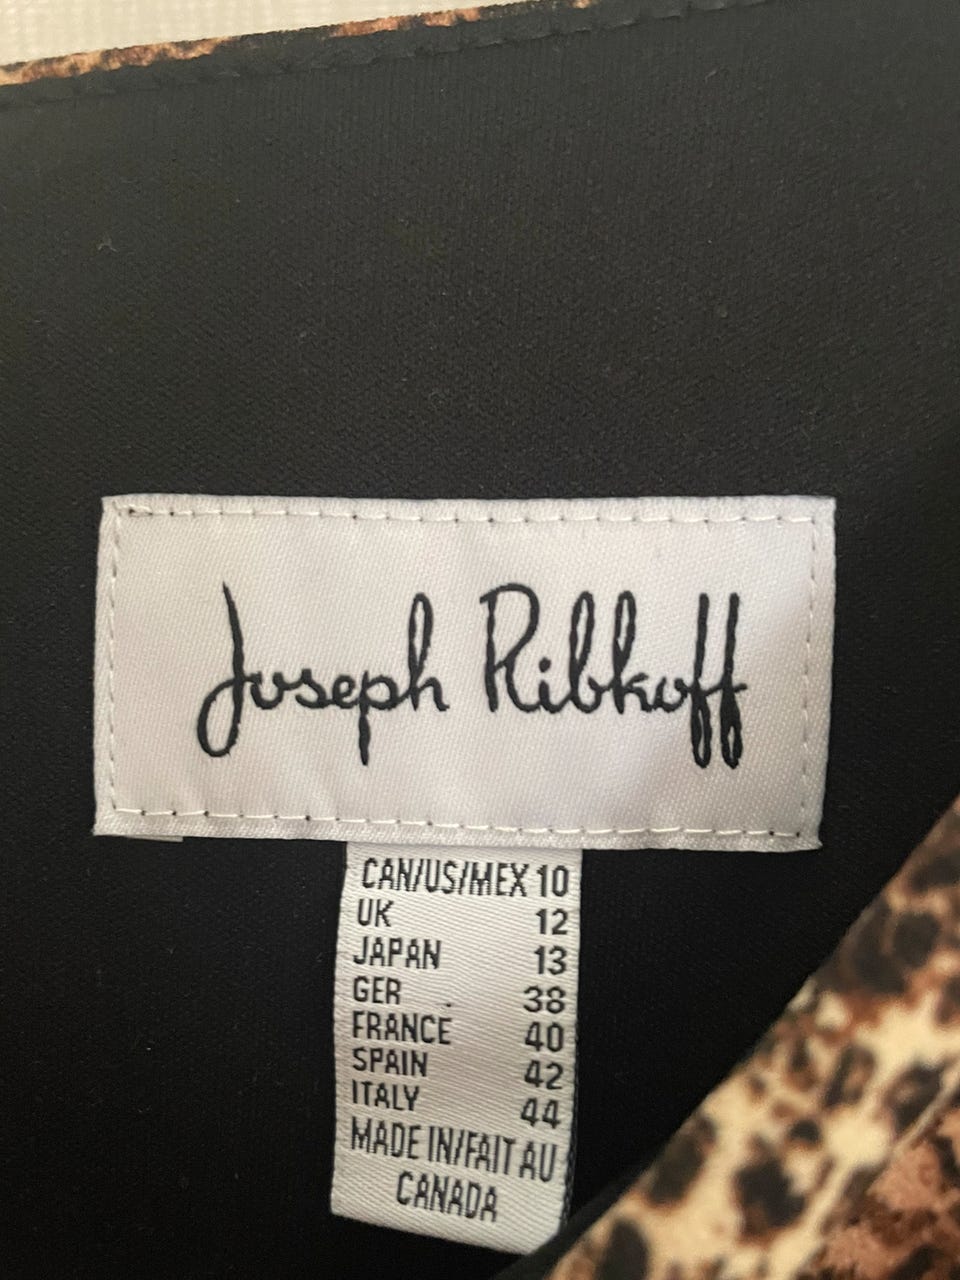 Joseph Ribkoff
CAN/US/MEX 10
UK 12
JAPAN 13
GER 38
FRANCE 40
SPAIN 42
ITALY 44
MADE IN/FAIT AU
CANADA